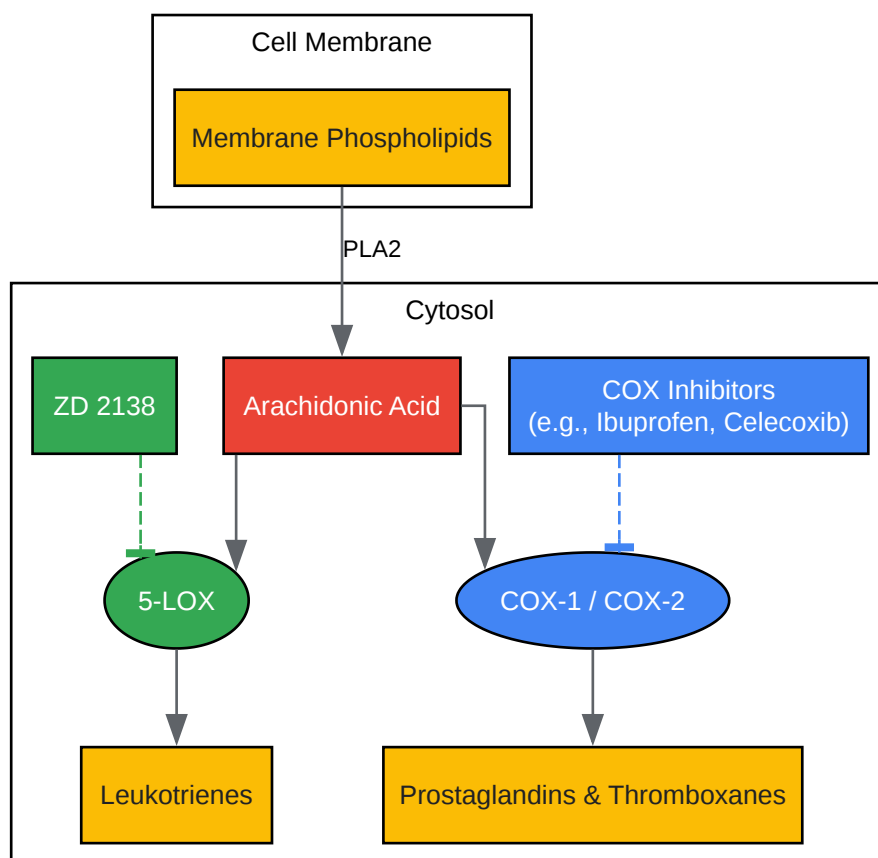 Cell Membrane
Membrane Phospholipids
PLA2
Cytosol
ZD 2138
Arachidonic Acid
COX Inhibitors
(e.g., Ibuprofen, Celecoxib)
5-LOX
COX-1 / COX-2
Leukotrienes
Prostaglandins & Thromboxanes